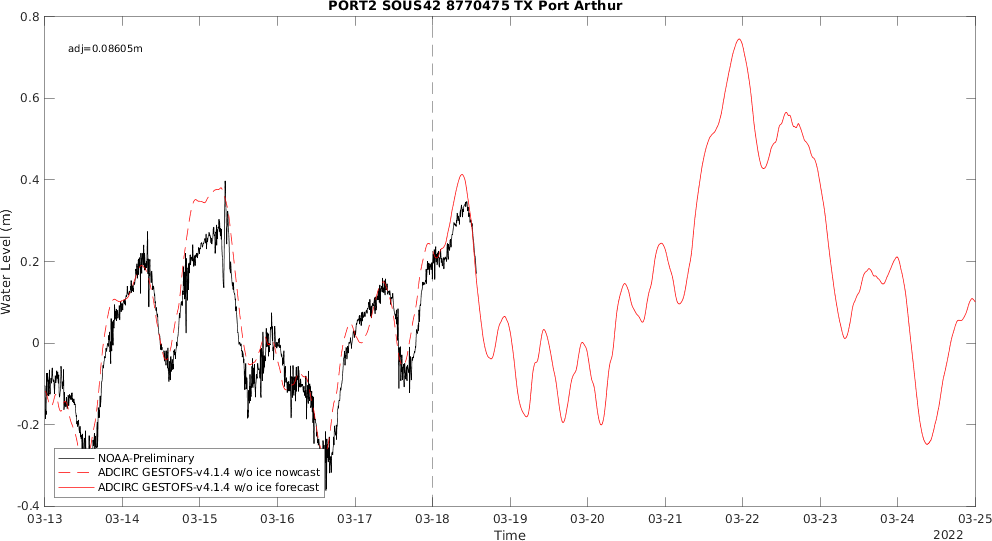 PORT2 SOUS42 8770475 TX Port Arthur
0.8
adj=0.08605m
0.6
0.4
0.2
0
-0.2
-0.4
Water Level (m)
NOAA-Preliminary
ADCIRC GESTOFS-v4.1.4 w/o ice nowcast
ADCIRC GESTOFS-v4.1.4 w/o ice forecast
03-13 03-14 03-15 03-16 03-17 03-18 03-19 03-20 03-21 03-22 03-23 03-24 03-25
Time
2022